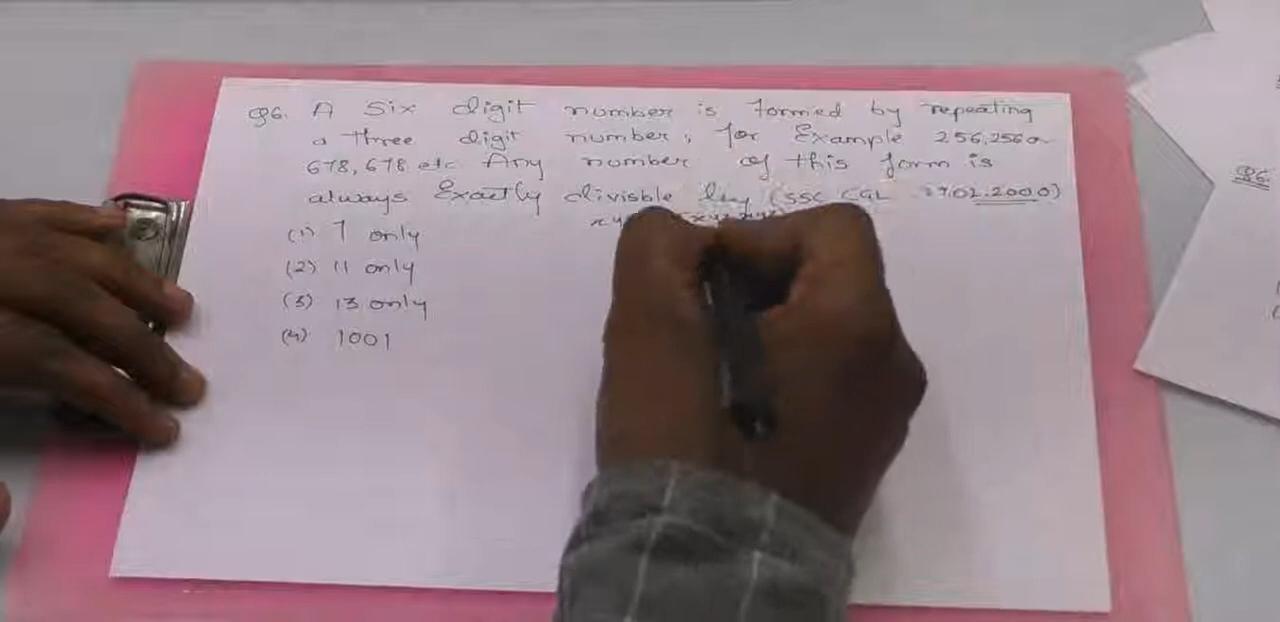 Q6. A Six digit number is formed by repeating
a three digit number, for Example 256,256 or
678,678 etc. Any number of this form is
always Exactly divisble by (SSC CGL 27.02.2000)
(1) 7 only
(2) 11 only
(3) 13 only
(4) 1001
Q6.